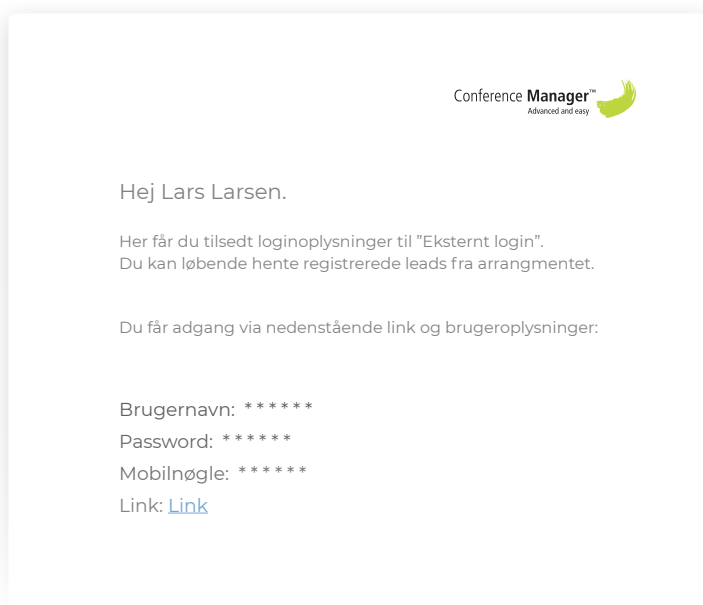 Conference Manager™
Advanced and easy
Hej Lars Larsen.
Her får du tilsedt loginoplysninger til ”Eksternt login”.
Du kan løbende hente registrerede leads fra arrangmentet.
Du får adgang via nedenstående link og brugeroplysninger:
Brugernavn: * * * * * *
Password: * * * * * *
Mobilnøgle: * * * * * *
Link: Link